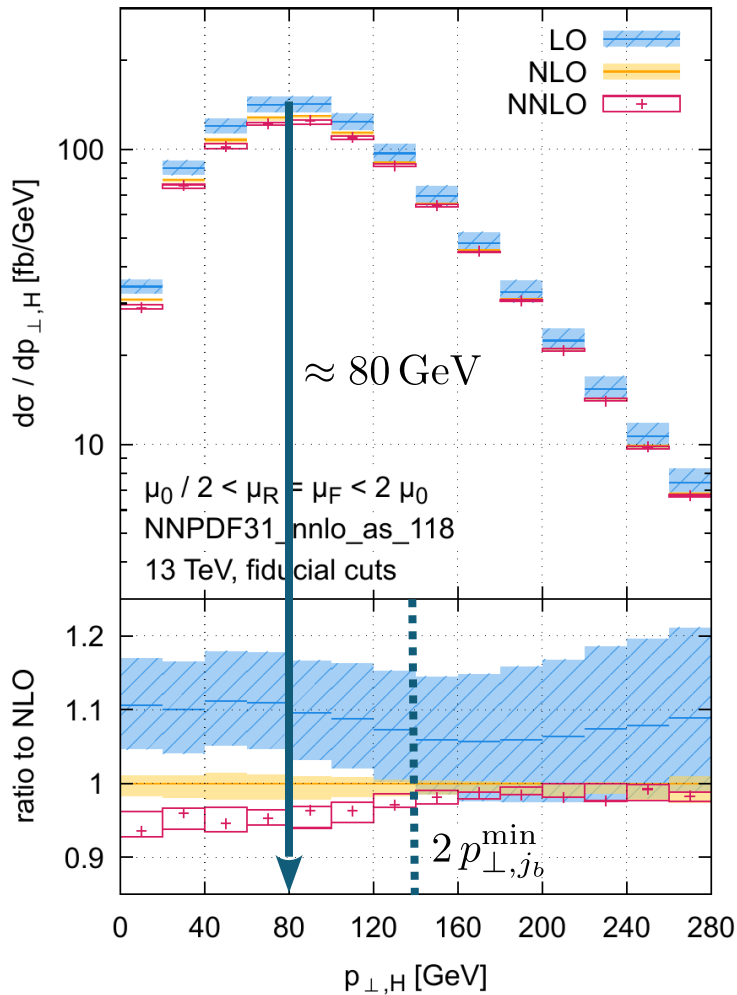 LO
NLO
NNLO
100
10
dσ / dp⊥,H [fb/GeV]
≈ 80 GeV
μ0 / 2 < μR = μF < 2 μ0
NNPDF31_nnlo_as_118
13 TeV, fiducial cuts
1.2
1.1
1
0.9
ratio to NLO
2 p⊥,jb^min
0 40 80 120 160 200 240 280
p⊥,H [GeV]